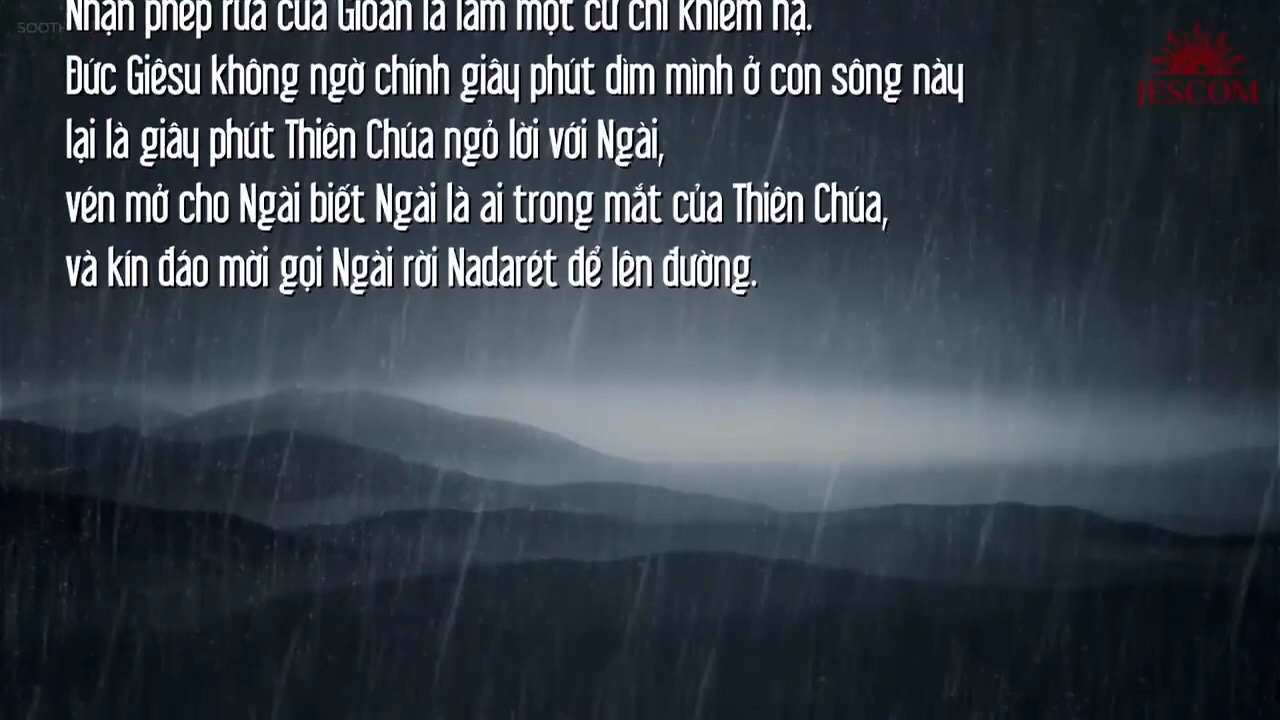 SOOTH
Nhận phép rửa của Gioan là làm một cử chỉ khiêm hạ.
Đức Giêsu không ngờ chính giây phút dìm mình ở con sông này
lại là giây phút Thiên Chúa ngỏ lời với Ngài,
vén mở cho Ngài biết Ngài là ai trong mắt của Thiên Chúa,
và kín đáo mời gọi Ngài rời Nadarét để lên đường.
JESCOM